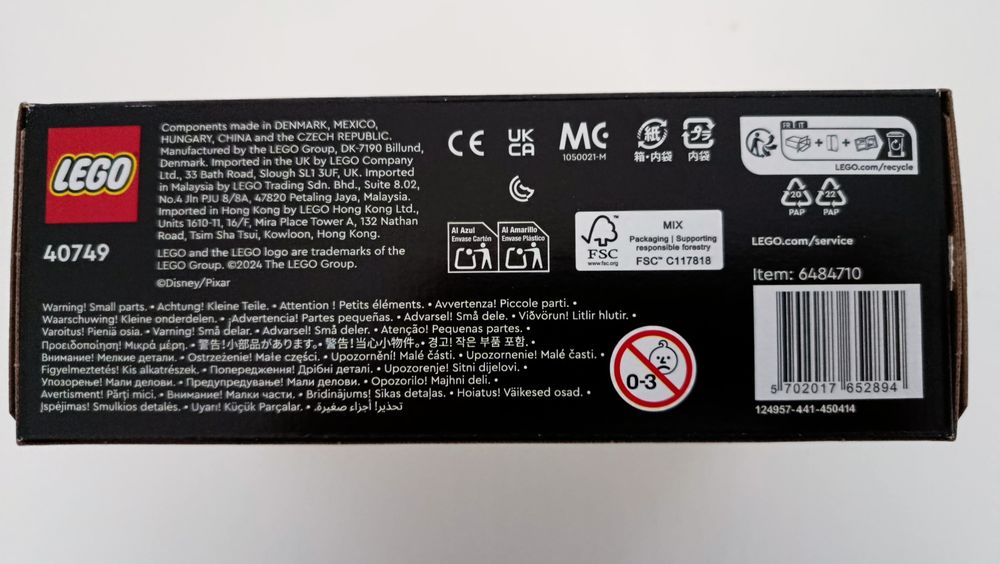 LEGO
40749
Components made in DENMARK, MEXICO,
HUNGARY, CHINA and the CZECH REPUBLIC.
Manufactured by the LEGO Group, DK-7190 Billund,
Denmark. Imported in the UK by LEGO Company
Ltd., 33 Bath Road, Slough SL1 3UF, UK. Imported
in Malaysia by LEGO Trading Sdn. Bhd., Suite 8.02,
No.4 Jln PJU 8/8A, 47820 Petaling Jaya, Malaysia.
Imported in Hong Kong by LEGO Hong Kong Ltd.,
Units 1610-11, 16/F, Mira Place Tower A, 132 Nathan
Road, Tsim Sha Tsui, Kowloon, Hong Kong.
LEGO and the LEGO logo are trademarks of the
LEGO Group. ©2024 The LEGO Group.
©Disney/Pixar
CE
UK
CA
MC
1050021-M
紙
箱・内袋
プラ
内袋
FR IT
LEGO.com/recycle
20
PAP
22
PAP
Al Azul
Envase Cartón
Al Amarillo
Envase Plástico
FSC
www.fsc.org
MIX
Packaging | Supporting
responsible forestry
FSC™ C117818
LEGO.com/service
Item: 6484710
5 702017 652894
124957-441-450414
Warning! Small parts. • Achtung! Kleine Teile. • Attention ! Petits éléments. • Avvertenza! Piccole parti. •
Waarschuwing! Kleine onderdelen. • ¡Advertencia! Partes pequeñas. • Advarsel! Små dele. • Viðvörun! Litlir hlutir. •
Varoitus! Pieniä osia. • Varning! Små delar. • Advarsel! Små deler. • Atenção! Pequenas partes. •
Προειδοποίηση! Μικρά μέρη. • 警告!小部品があります。• 警告!当心小物件。• 경고! 작은 부품 포함. •
Внимание! Мелкие детали. • Ostrzeżenie! Małe części. • Upozornění! Malé části. • Upozornenie! Malé časti. •
Figyelmeztetés! Kis alkatrészek. • Попередження! Дрібні деталі. • Upozorenje! Sitni dijelovi. •
Упозорење! Мали делови. • Предупредување! Мали делови. • Opozorilo! Majhni deli. •
Avertisment! Părți mici. • Внимание! Малки части. • Brīdinājums! Sīkas detaļas. • Hoiatus! Väikesed osad. •
Įspėjimas! Smulkios detalės. • Uyarı! Küçük Parçalar. • تحذير! أجزاء صغيرة.
0-3